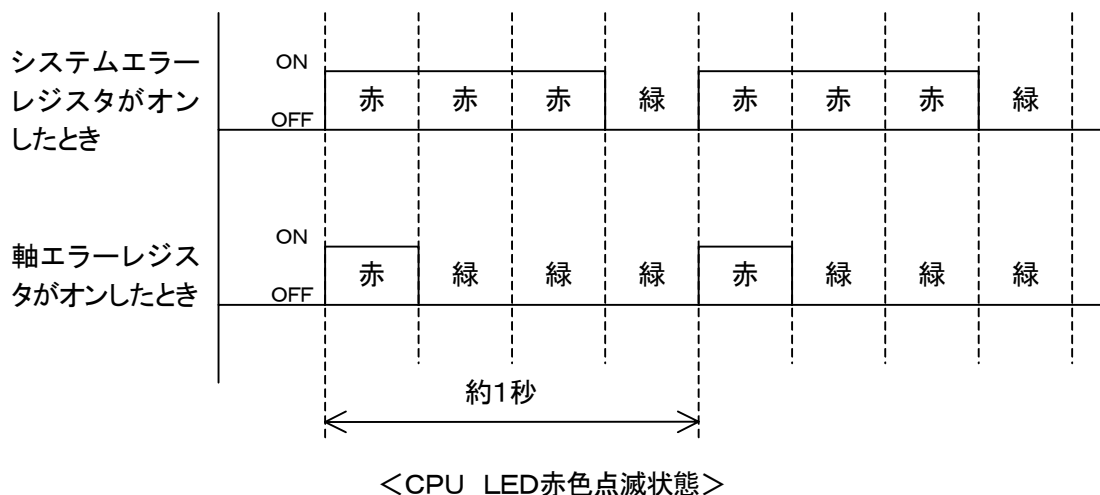 システムエラー
レジスタがオン
したとき
ON
OFF
赤 赤 赤 緑 赤 赤 赤 緑
軸エラーレジス
タがオンしたとき
ON
OFF
赤 緑 緑 緑 赤 緑 緑 緑
約1秒
＜CPU　LED赤色点滅状態＞